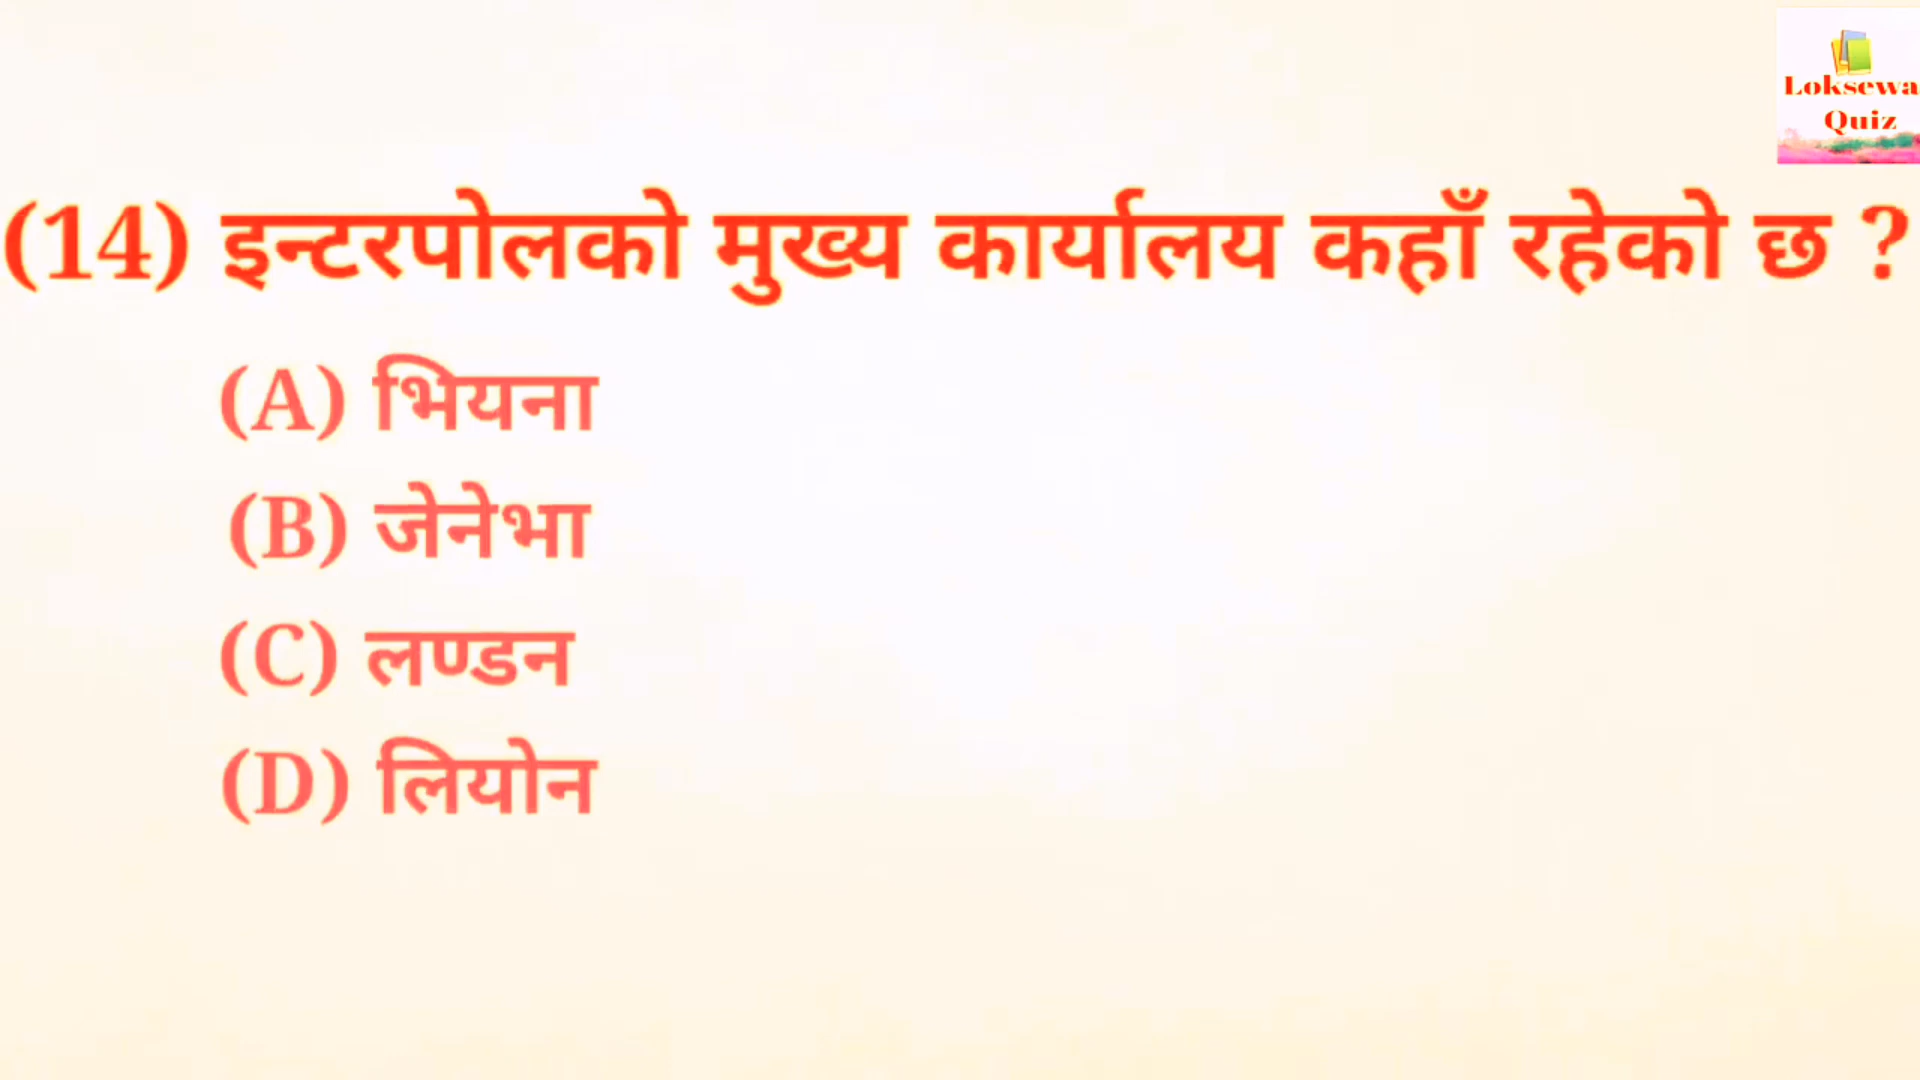 Loksewa
Quiz
(14) इन्टरपोलको मुख्य कार्यालय कहाँ रहेको छ ?
(A) भियना
(B) जेनेभा
(C) लण्डन
(D) लियोन